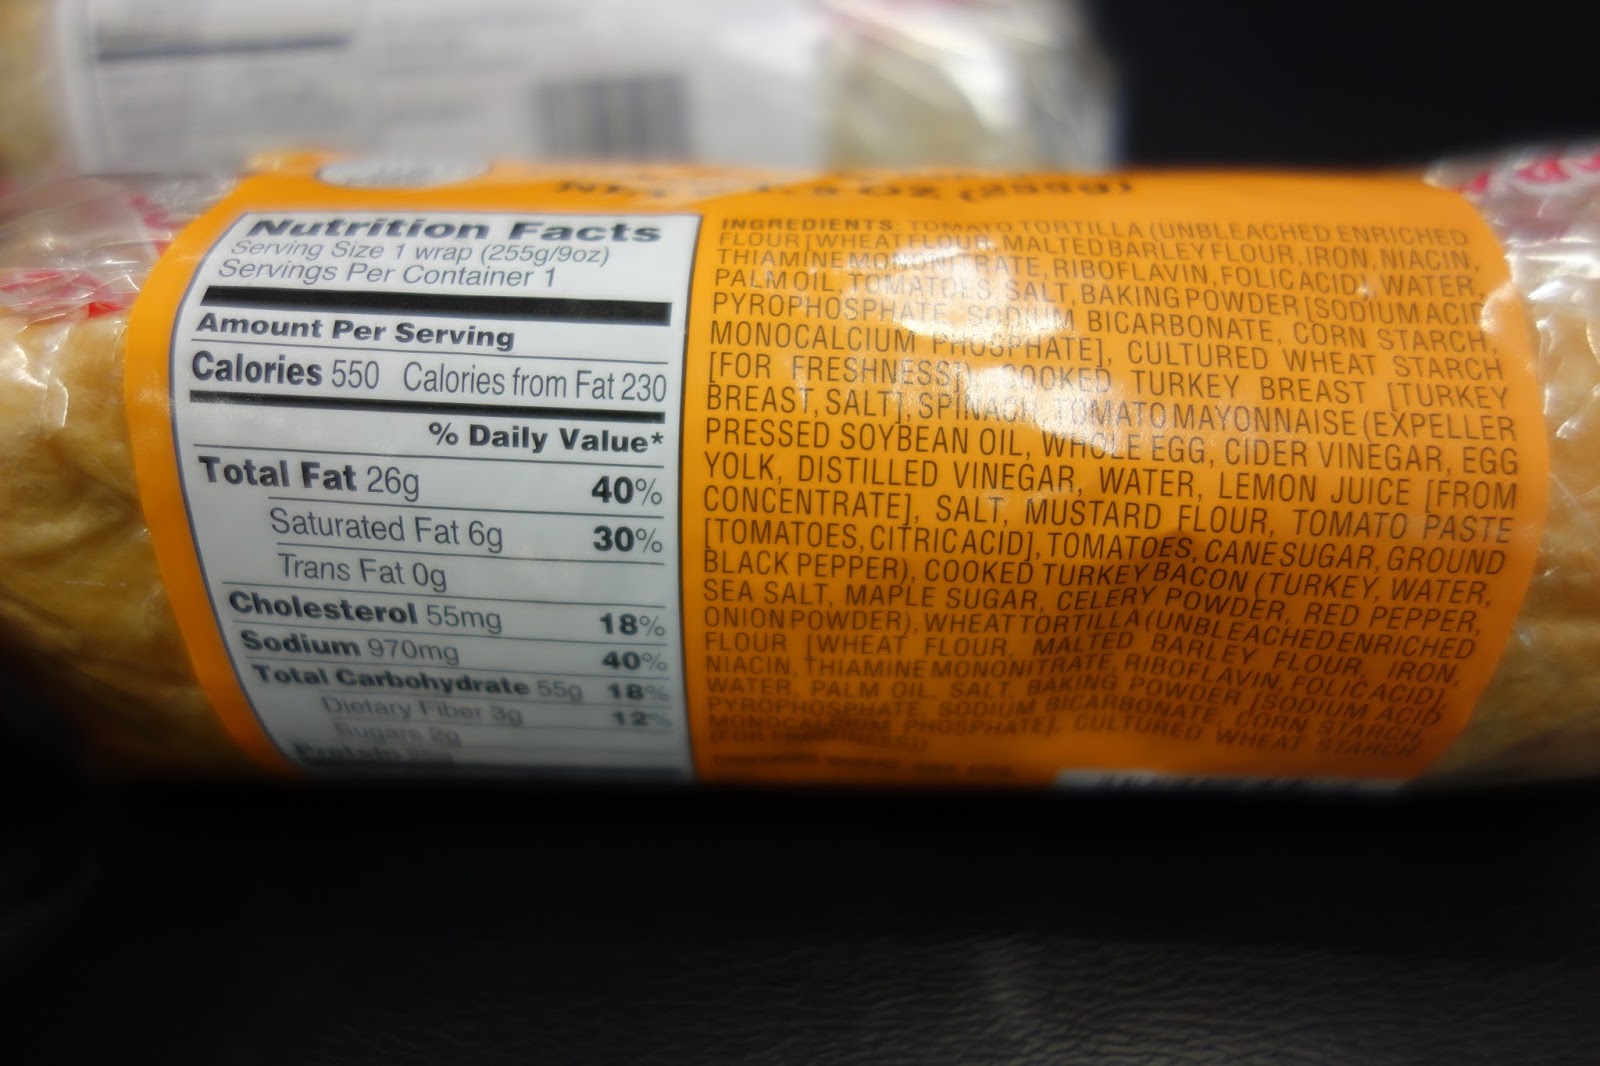 (255g)
Nutrition Facts
Serving Size 1 wrap (255g/9oz)
Servings Per Container 1
Amount Per Serving
Calories 550 Calories from Fat 230
% Daily Value*
Total Fat 26g 40%
Saturated Fat 6g 30%
Trans Fat 0g
Cholesterol 55mg 18%
Sodium 970mg 40%
Total Carbohydrate 55g 18%
Dietary Fiber 3g 12%
Sugars 2g
Protein
INGREDIENTS: TOMATO TORTILLA (UNBLEACHED ENRICHED
FLOUR [WHEAT FLOUR, MALTED BARLEY FLOUR, IRON, NIACIN,
THIAMINE MONONITRATE, RIBOFLAVIN, FOLIC ACID], WATER,
PALM OIL, TOMATOES, SALT, BAKING POWDER [SODIUM ACID
PYROPHOSPHATE, SODIUM BICARBONATE, CORN STARCH,
MONOCALCIUM PHOSPHATE], CULTURED WHEAT STARCH
[FOR FRESHNESS]), COOKED TURKEY BREAST [TURKEY
BREAST, SALT], SPINACH, TOMATO MAYONNAISE (EXPELLER
PRESSED SOYBEAN OIL, WHOLE EGG, CIDER VINEGAR, EGG
YOLK, DISTILLED VINEGAR, WATER, LEMON JUICE [FROM
CONCENTRATE], SALT, MUSTARD FLOUR, TOMATO PASTE
[TOMATOES, CITRIC ACID], TOMATOES, CANE SUGAR, GROUND
BLACK PEPPER), COOKED TURKEY BACON (TURKEY, WATER,
SEA SALT, MAPLE SUGAR, CELERY POWDER, RED PEPPER,
ONION POWDER), WHEAT TORTILLA (UNBLEACHED ENRICHED
FLOUR [WHEAT FLOUR, MALTED BARLEY FLOUR, IRON,
NIACIN, THIAMINE MONONITRATE, RIBOFLAVIN, FOLIC ACID],
WATER, PALM OIL, SALT, BAKING POWDER [SODIUM ACID
PYROPHOSPHATE, SODIUM BICARBONATE, CORN STARCH,
MONOCALCIUM PHOSPHATE], CULTURED WHEAT STARCH
[FOR FRESHNESS]).